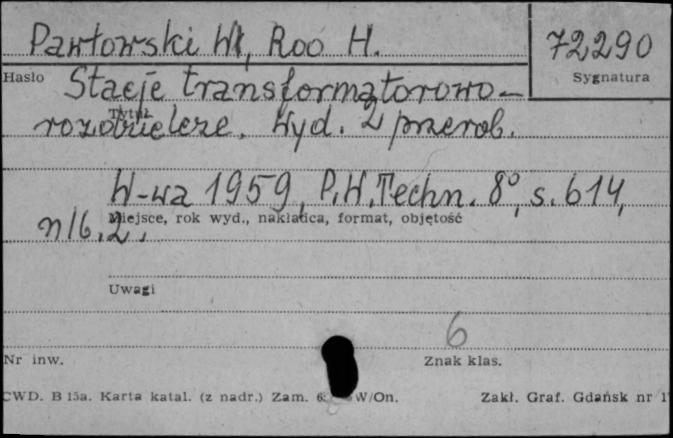 Pawłowski Wł, Roo H.
72290
Hasło
Sygnatura
Stacje transformatorowo-
Tytuł
rozdzielcze. Wyd. 2 przerob.
W-wa 1959, P.W.Techn. 8°, s. 614,
Miejsce, rok wyd., nakładca, format, objętość
nlb. 2.
Uwagi
6
Nr inw.
Znak klas.
CWD. B 15a. Karta katal. (z nadr.) Zam. W/On.
Zakł. Graf. Gdańsk nr